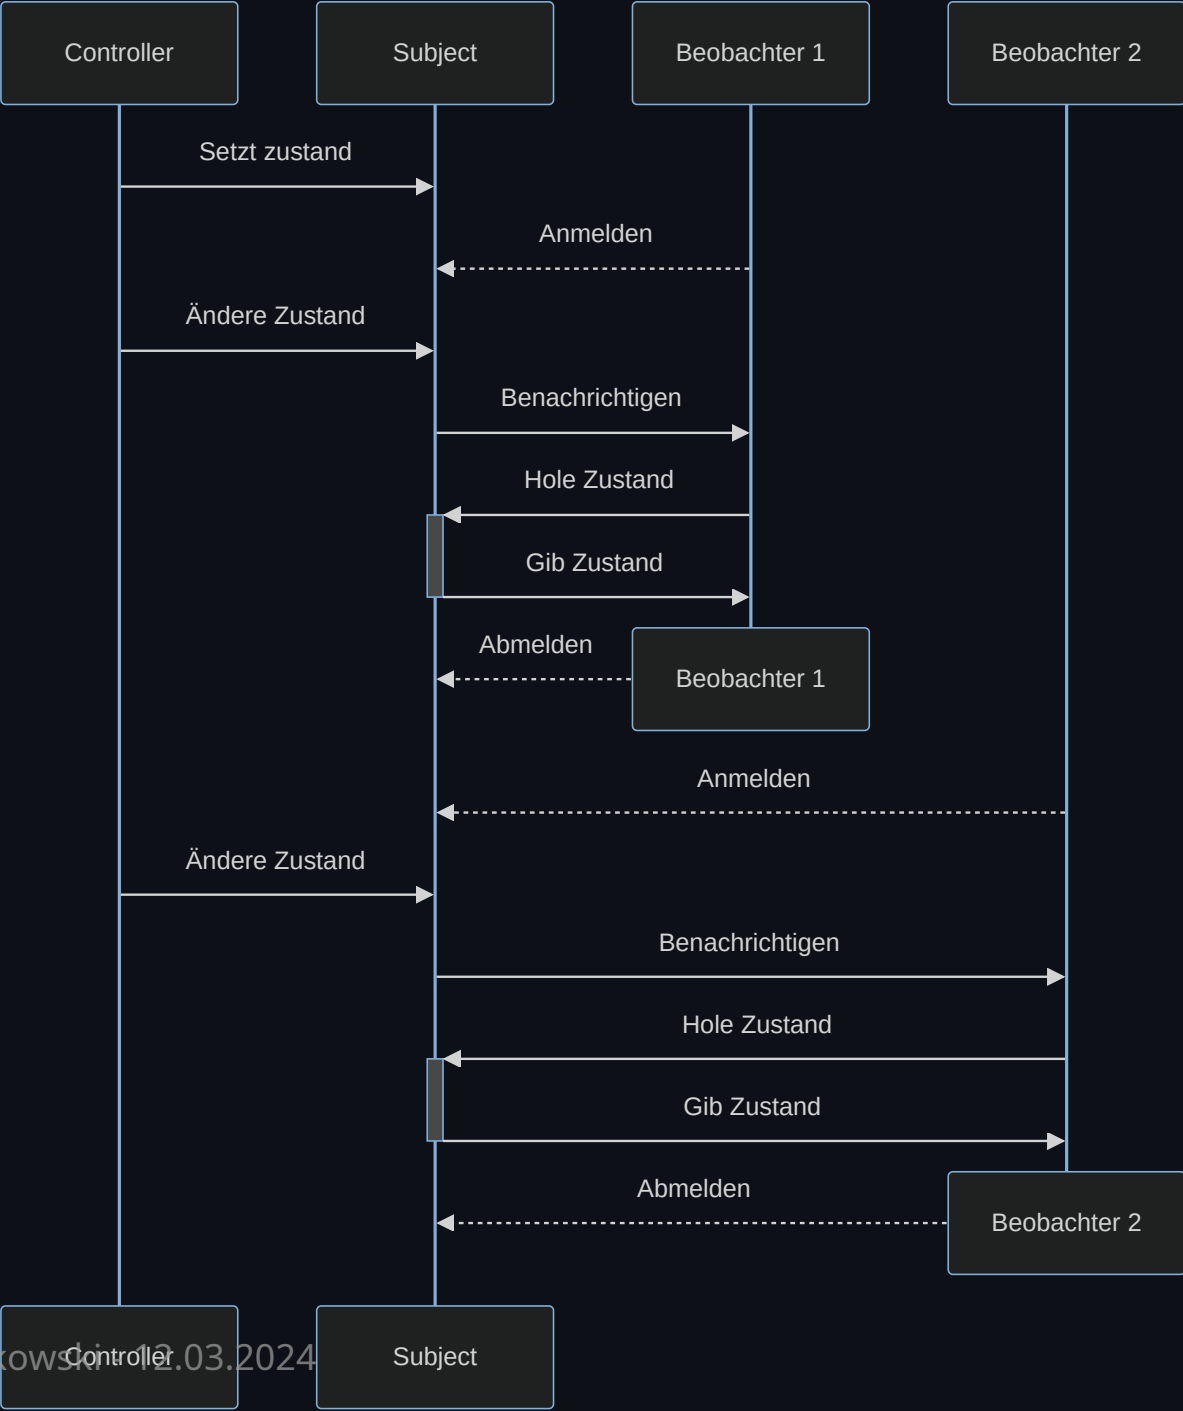 Controller
Subject
Beobachter 1
Beobachter 2
Setzt zustand
Anmelden
Ändere Zustand
Benachrichtigen
Hole Zustand
Gib Zustand
Abmelden
Beobachter 1
Anmelden
Ändere Zustand
Benachrichtigen
Hole Zustand
Gib Zustand
Abmelden
Beobachter 2
Controller
kowski - 12.03.2024
Subject